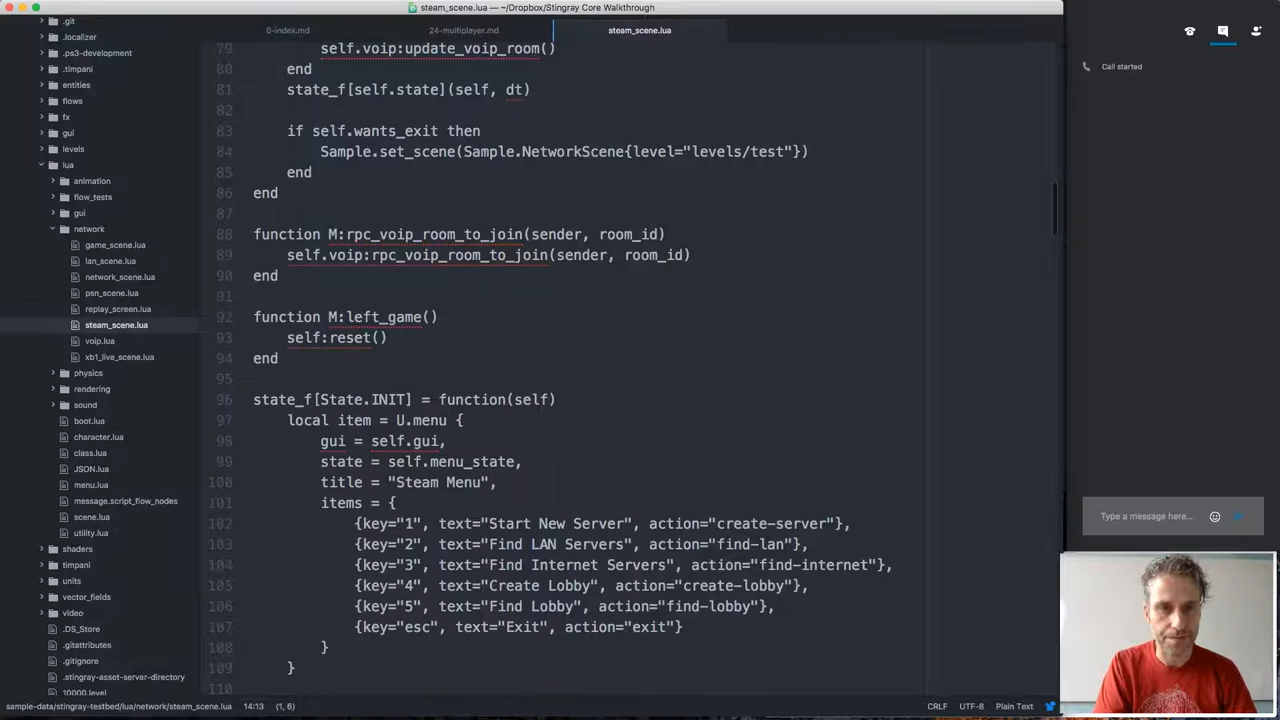 steam_scene.lua — ~/Dropbox/Stingray Core Walkthrough
.git
.localizer
.ps3-development
.timpani
entities
flows
fx
gui
levels
lua
animation
flow_tests
gui
network
game_scene.lua
lan_scene.lua
network_scene.lua
psn_scene.lua
replay_screen.lua
steam_scene.lua
voip.lua
xb1_live_scene.lua
physics
rendering
sound
boot.lua
character.lua
class.lua
JSON.lua
menu.lua
message.script_flow_nodes
scene.lua
utility.lua
shaders
timpani
units
vector_fields
video
.DS_Store
.gitattributes
.gitignore
.stingray-asset-server-directory
10000.level
0-index.md
24-multiplayer.md
steam_scene.lua
79 self.voip:update_voip_room()
80 end
81 state_f[self.state](self, dt)
82
83 if self.wants_exit then
84 Sample.set_scene(Sample.NetworkScene{level="levels/test"})
85 end
86 end
87
88 function M:rpc_voip_room_to_join(sender, room_id)
89 self.voip:rpc_voip_room_to_join(sender, room_id)
90 end
91
92 function M:left_game()
93 self:reset()
94 end
95
96 state_f[State.INIT] = function(self)
97 local item = U.menu {
98 gui = self.gui,
99 state = self.menu_state,
100 title = "Steam Menu",
101 items = {
102 {key="1", text="Start New Server", action="create-server"},
103 {key="2", text="Find LAN Servers", action="find-lan"},
104 {key="3", text="Find Internet Servers", action="find-internet"},
105 {key="4", text="Create Lobby", action="create-lobby"},
106 {key="5", text="Find Lobby", action="find-lobby"},
107 {key="esc", text="Exit", action="exit"}
108 }
109 }
110
sample-data/stingray-testbed/lua/network/steam_scene.lua 14:13 (1, 6) CRLF UTF-8 Plain Text
Call started
Type a message here...